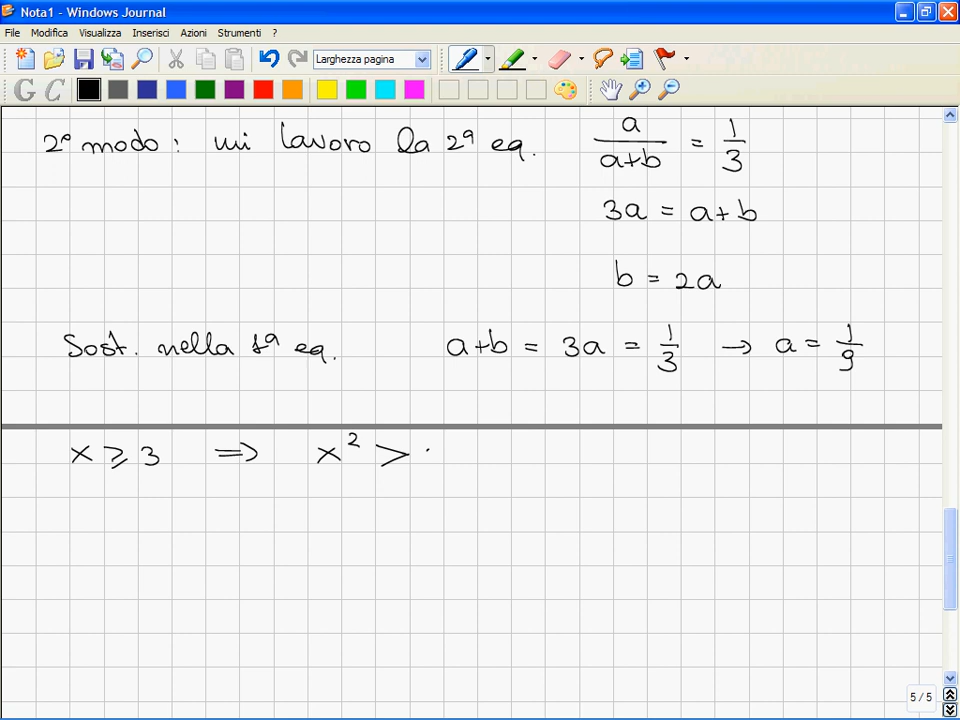 Nota1 - Windows Journal
File Modifica Visualizza Inserisci Azioni Strumenti ?
Larghezza pagina
G C
2° modo : mi lavoro la 2ª eq. a/(a+b) = 1/3
3a = a+b
b = 2a
Sost. nella 1ª eq. a+b = 3a = 1/3 → a = 1/9
x ⩾ 3 ⇒ x² >
5 / 5